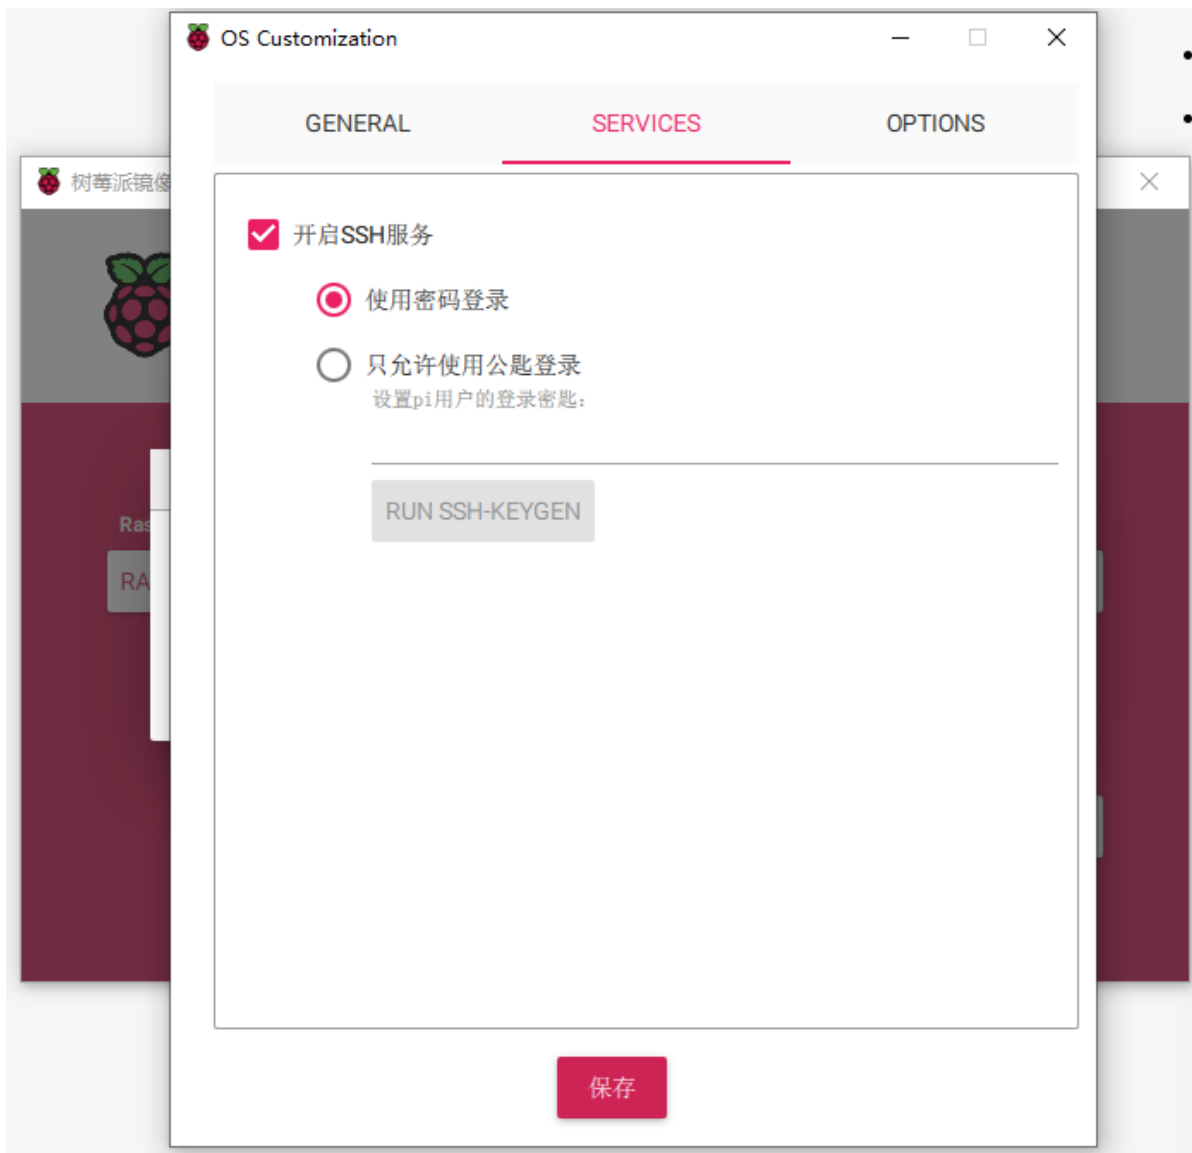 OS Customization
GENERAL
SERVICES
OPTIONS
树莓派镜像
开启SSH服务
使用密码登录
只允许使用公匙登录
设置pi用户的登录密匙:
RUN SSH-KEYGEN
Ras
RA
保存